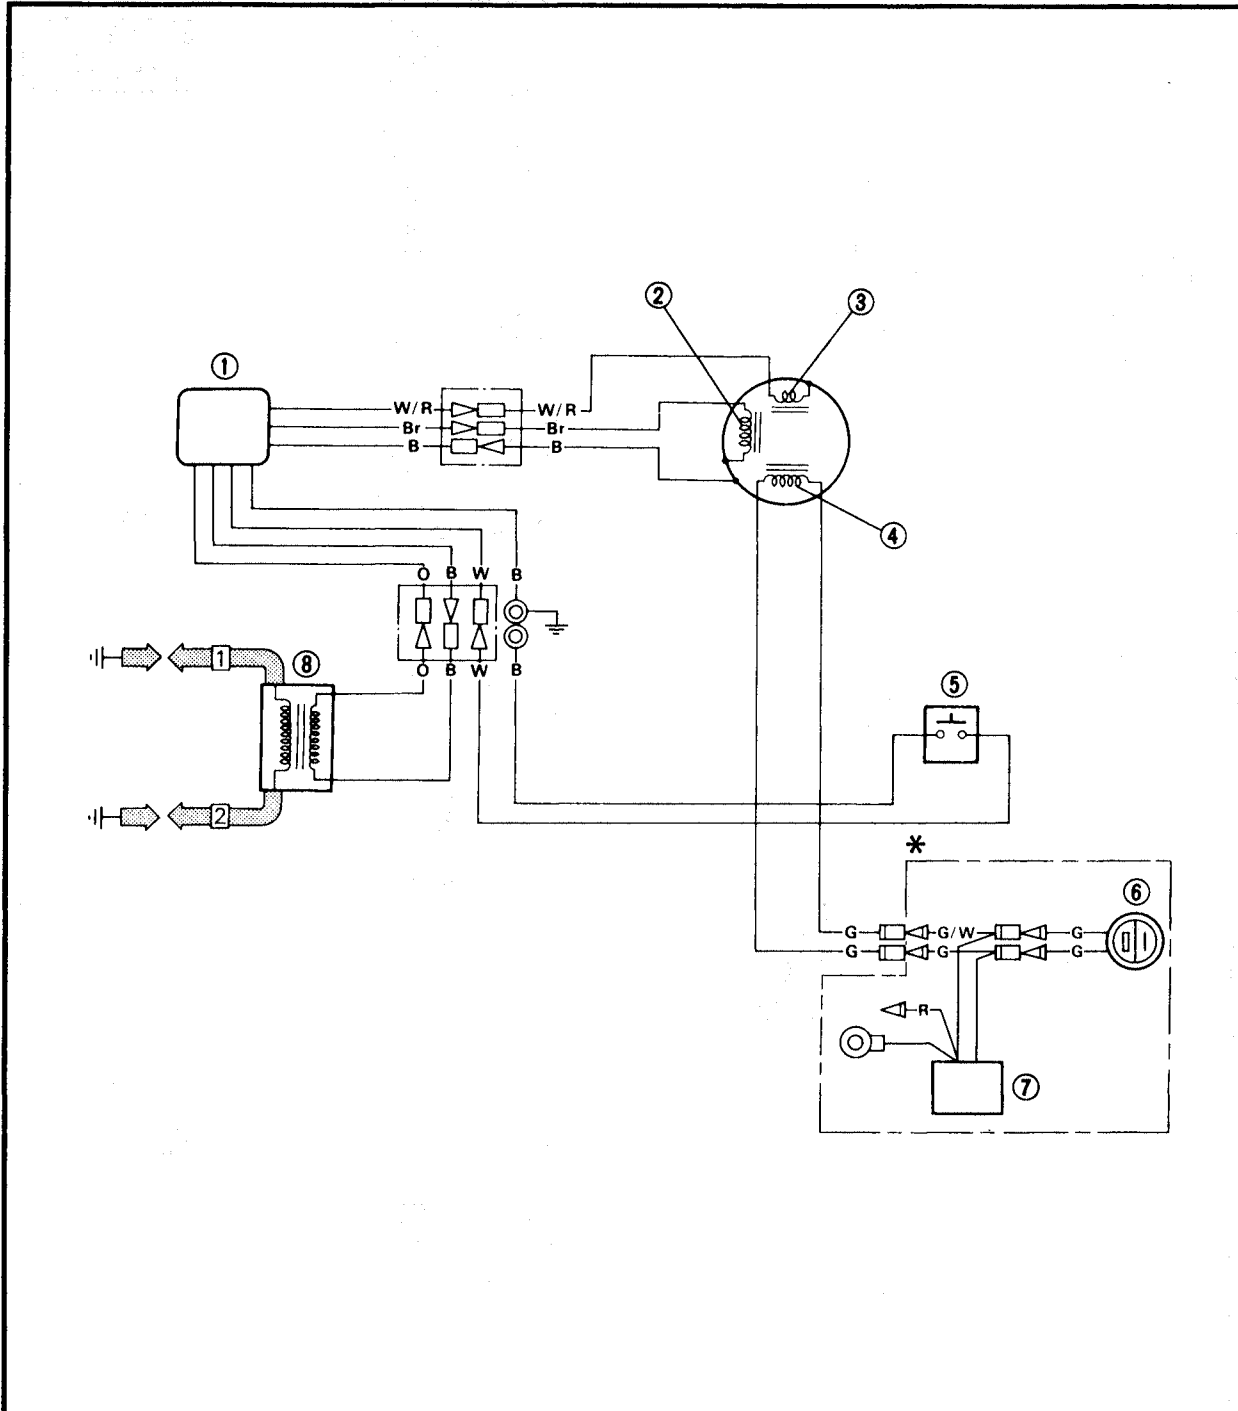 ② ③
①
W/R W/R
Br Br
B B
④
O B W B
1 ⑧ O B W B
⑤
2
*
⑥
G G/W G
G G G
R
⑦